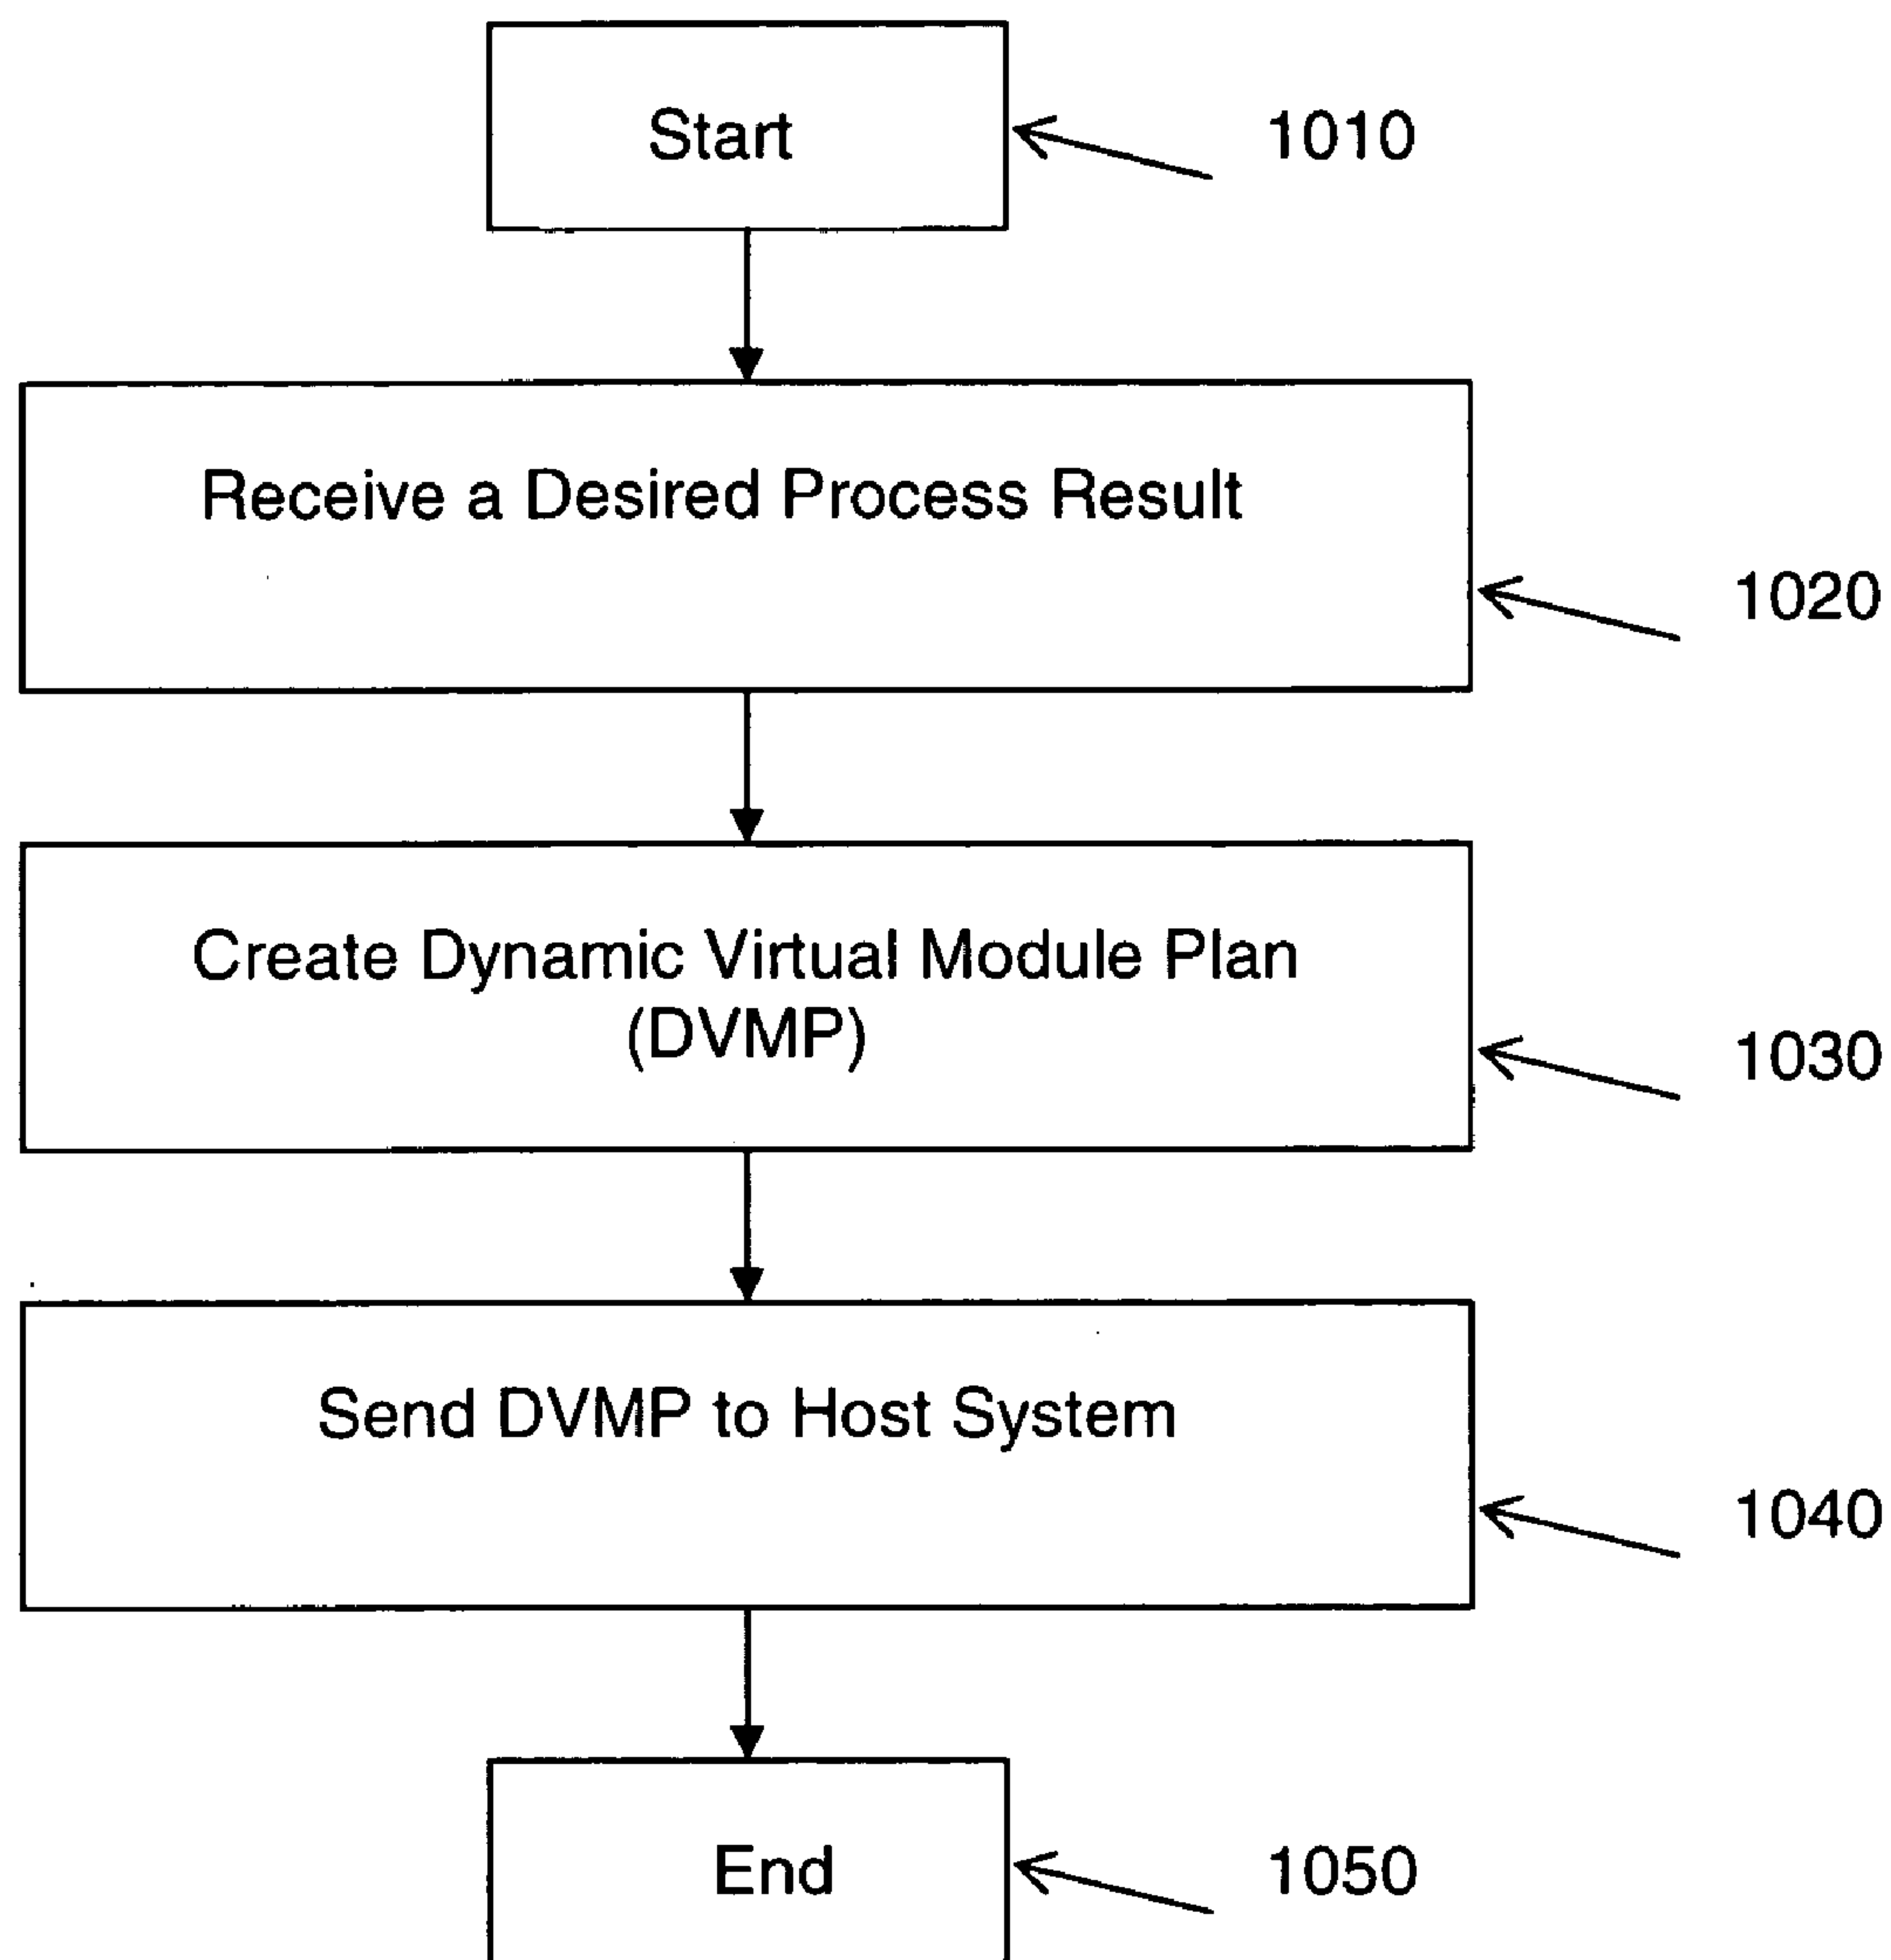 Start
1010
Receive a Desired Process Result
1020
Create Dynamic Virtual Module Plan
(DVMP)
1030
Send DVMP to Host System
1040
End
1050